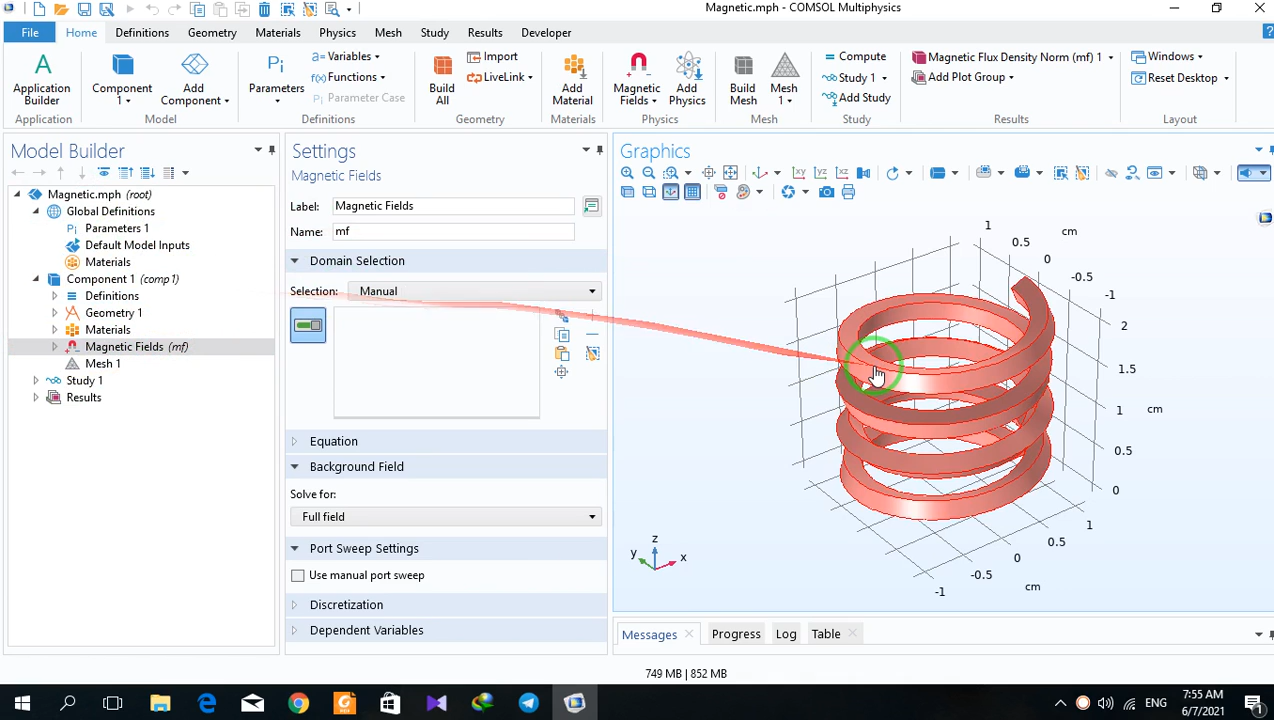 Magnetic.mph - COMSOL Multiphysics
File Home Definitions Geometry Materials Physics Mesh Study Results Developer
Application Builder
Component 1
Add Component
Pi Parameters
a= Variables
f(x) Functions
Pi Parameter Case
Build All
Import
LiveLink
Add Material
Magnetic Fields
Add Physics
Build Mesh
Mesh 1
Compute
Study 1
Add Study
Magnetic Flux Density Norm (mf) 1
Add Plot Group
Windows
Reset Desktop
Application Model Definitions Geometry Materials Physics Mesh Study Results Layout
Model Builder
Magnetic.mph (root)
Global Definitions
Pi Parameters 1
Default Model Inputs
Materials
Component 1 (comp1)
Definitions
Geometry 1
Materials
Magnetic Fields (mf)
Mesh 1
Study 1
Results
Settings
Magnetic Fields
Label: Magnetic Fields
Name: mf
Domain Selection
Selection: Manual
Equation
Background Field
Solve for:
Full field
Port Sweep Settings
Use manual port sweep
Discretization
Dependent Variables
Graphics
xy yz xz
1 cm
0.5
0
-0.5
-1
2
1.5
1 cm
0.5
0
1
0.5
0
-0.5 cm
-1
z
y x
Messages Progress Log Table
749 MB | 852 MB
ENG
7:55 AM
6/7/2021
1